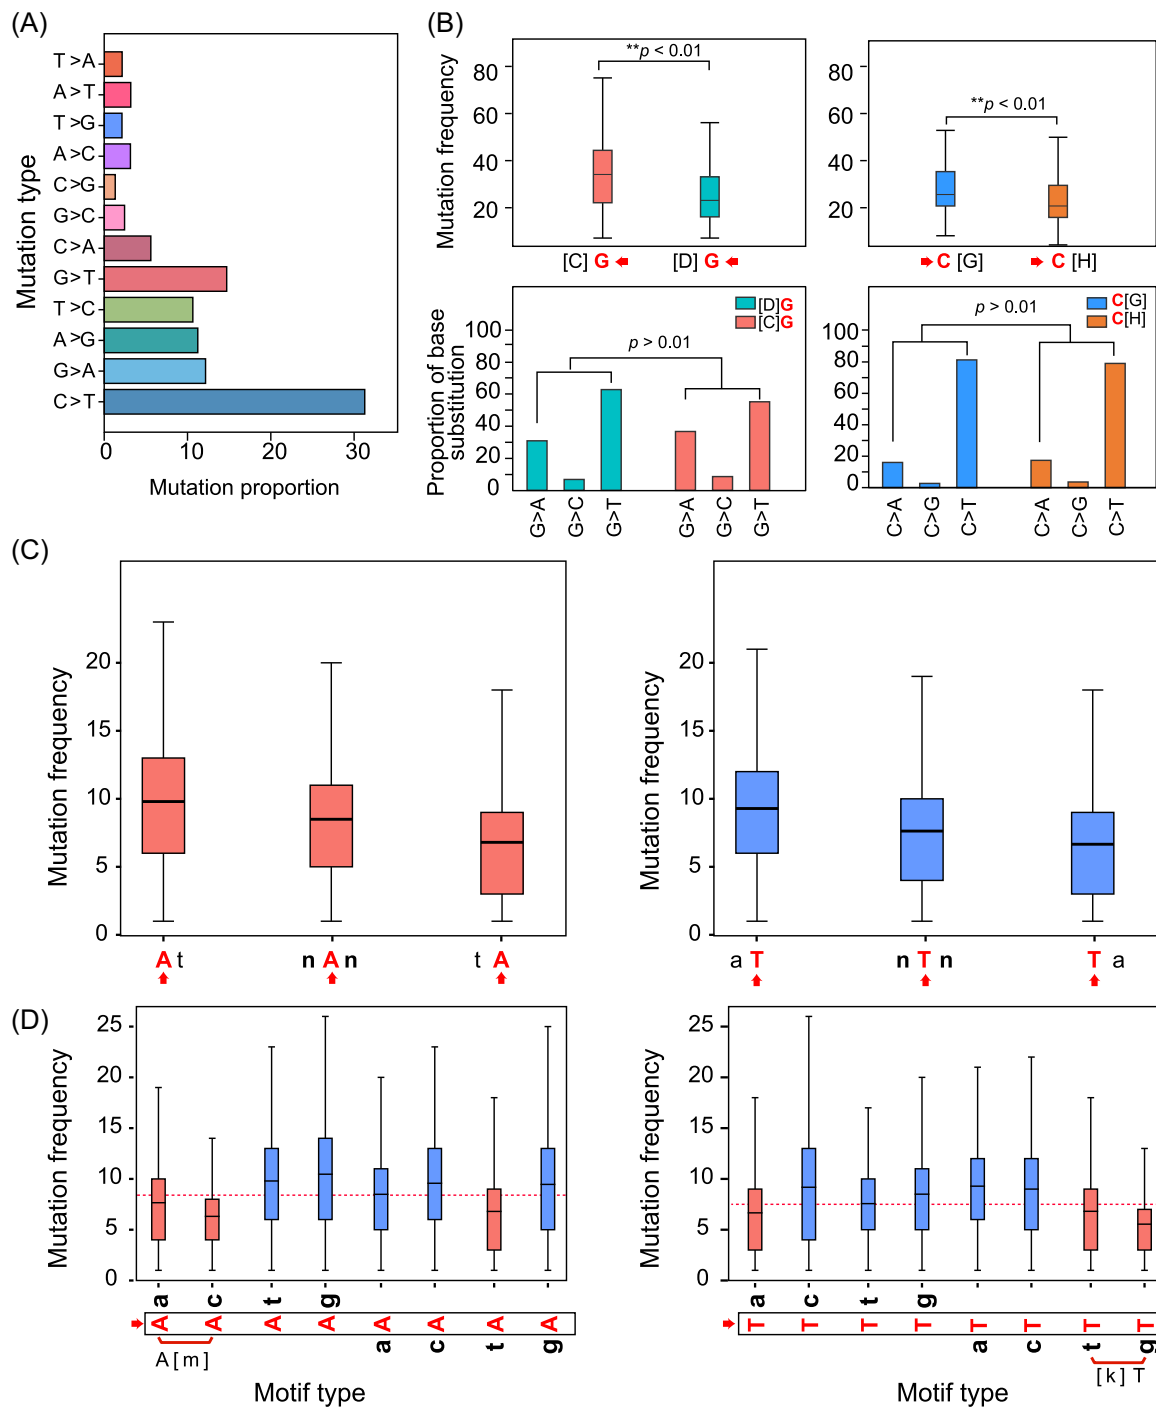 (A)
Mutation type
T>A
A>T
T>G
A>C
C>G
G>C
C>A
G>T
T>C
A>G
G>A
C>T
0 10 20 30
Mutation proportion
(B)
Mutation frequency
80
60
40
20
**p < 0.01
[C] G [D] G
80
60
40
20
**p < 0.01
C [G] C [H]
Proportion of base
substitution
100
80
60
40
20
0
[D]G
[C]G
p > 0.01
G>A G>C G>T G>A G>C G>T
100
80
60
40
20
0
C[G]
C[H]
p > 0.01
C>A C>G C>T C>A C>G C>T
(C)
Mutation frequency
20
15
10
5
0
A t n A n t A
Mutation frequency
20
15
10
5
0
a T n T n T a
(D)
Mutation frequency
25
20
15
10
5
0
a c t g
A A A A A A A A
a c t g
A [ m ]
Motif type
Mutation frequency
25
20
15
10
5
0
a c t g
T T T T T T T T
a c t g
[ k ] T
Motif type